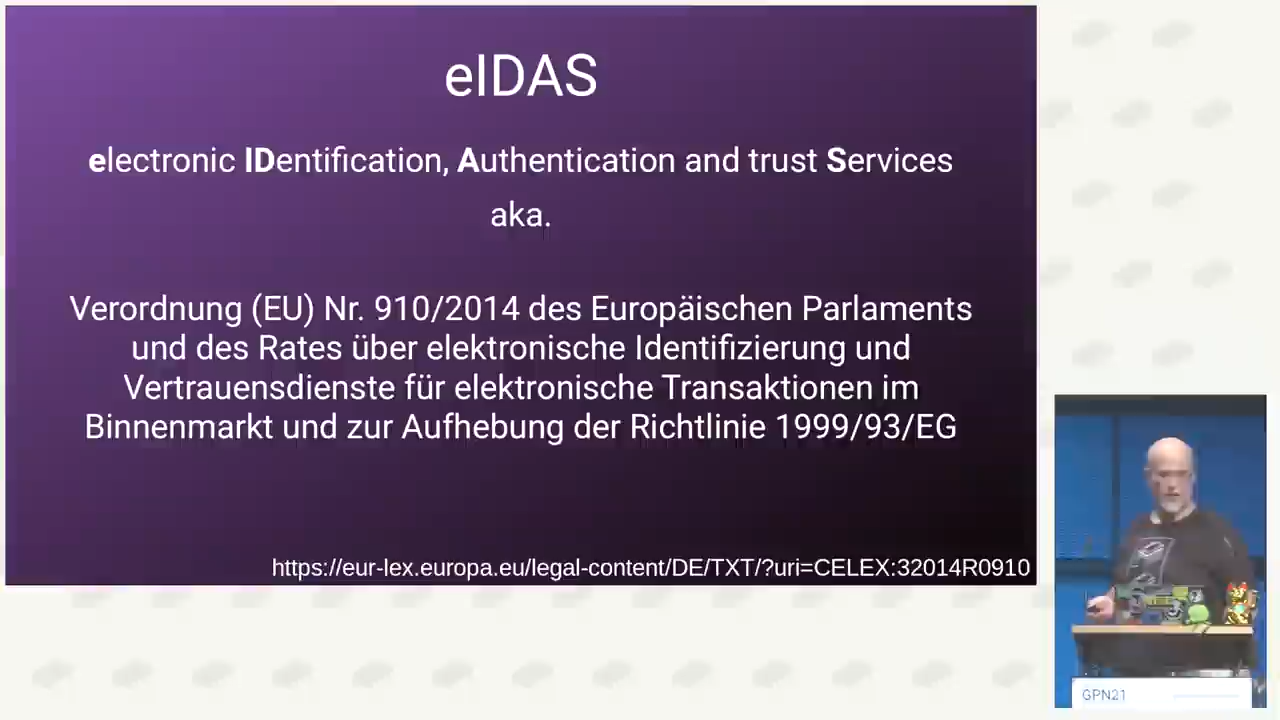 eIDAS
electronic IDentification, Authentication and trust Services
aka.
Verordnung (EU) Nr. 910/2014 des Europäischen Parlaments
und des Rates über elektronische Identifizierung und
Vertrauensdienste für elektronische Transaktionen im
Binnenmarkt und zur Aufhebung der Richtlinie 1999/93/EG
https://eur-lex.europa.eu/legal-content/DE/TXT/?uri=CELEX:32014R0910
GPN21